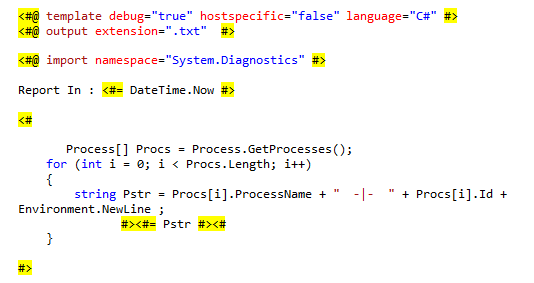 <#@ template debug="true" hostspecific="false" language="C#" #>
<#@ output extension=".txt"  #>
<#@ import namespace="System.Diagnostics" #>
Report In : <#= DateTime.Now #>
<#
Process[] Procs = Process.GetProcesses();
for (int i = 0; i < Procs.Length; i++)
{
string Pstr = Procs[i].ProcessName + "  -|-  " + Procs[i].Id +
Environment.NewLine ;
#><#= Pstr #><#
}
#>